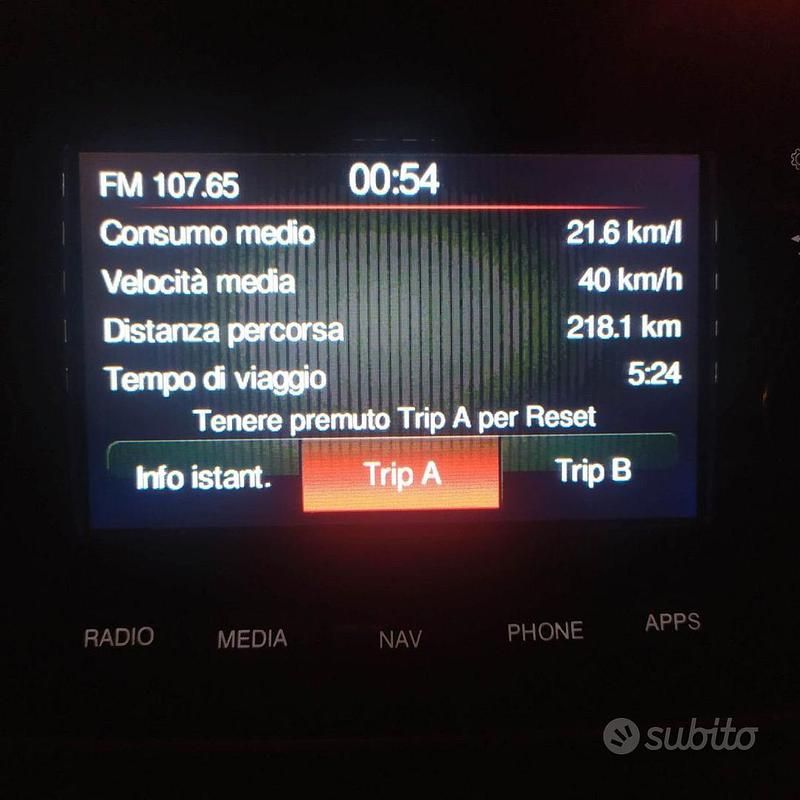 FM 107.65 00:54
Consumo medio 21.6 km/l
Velocità media 40 km/h
Distanza percorsa 218.1 km
Tempo di viaggio 5:24
Tenere premuto Trip A per Reset
Info istant. Trip A Trip B
RADIO MEDIA NAV PHONE APPS
subito